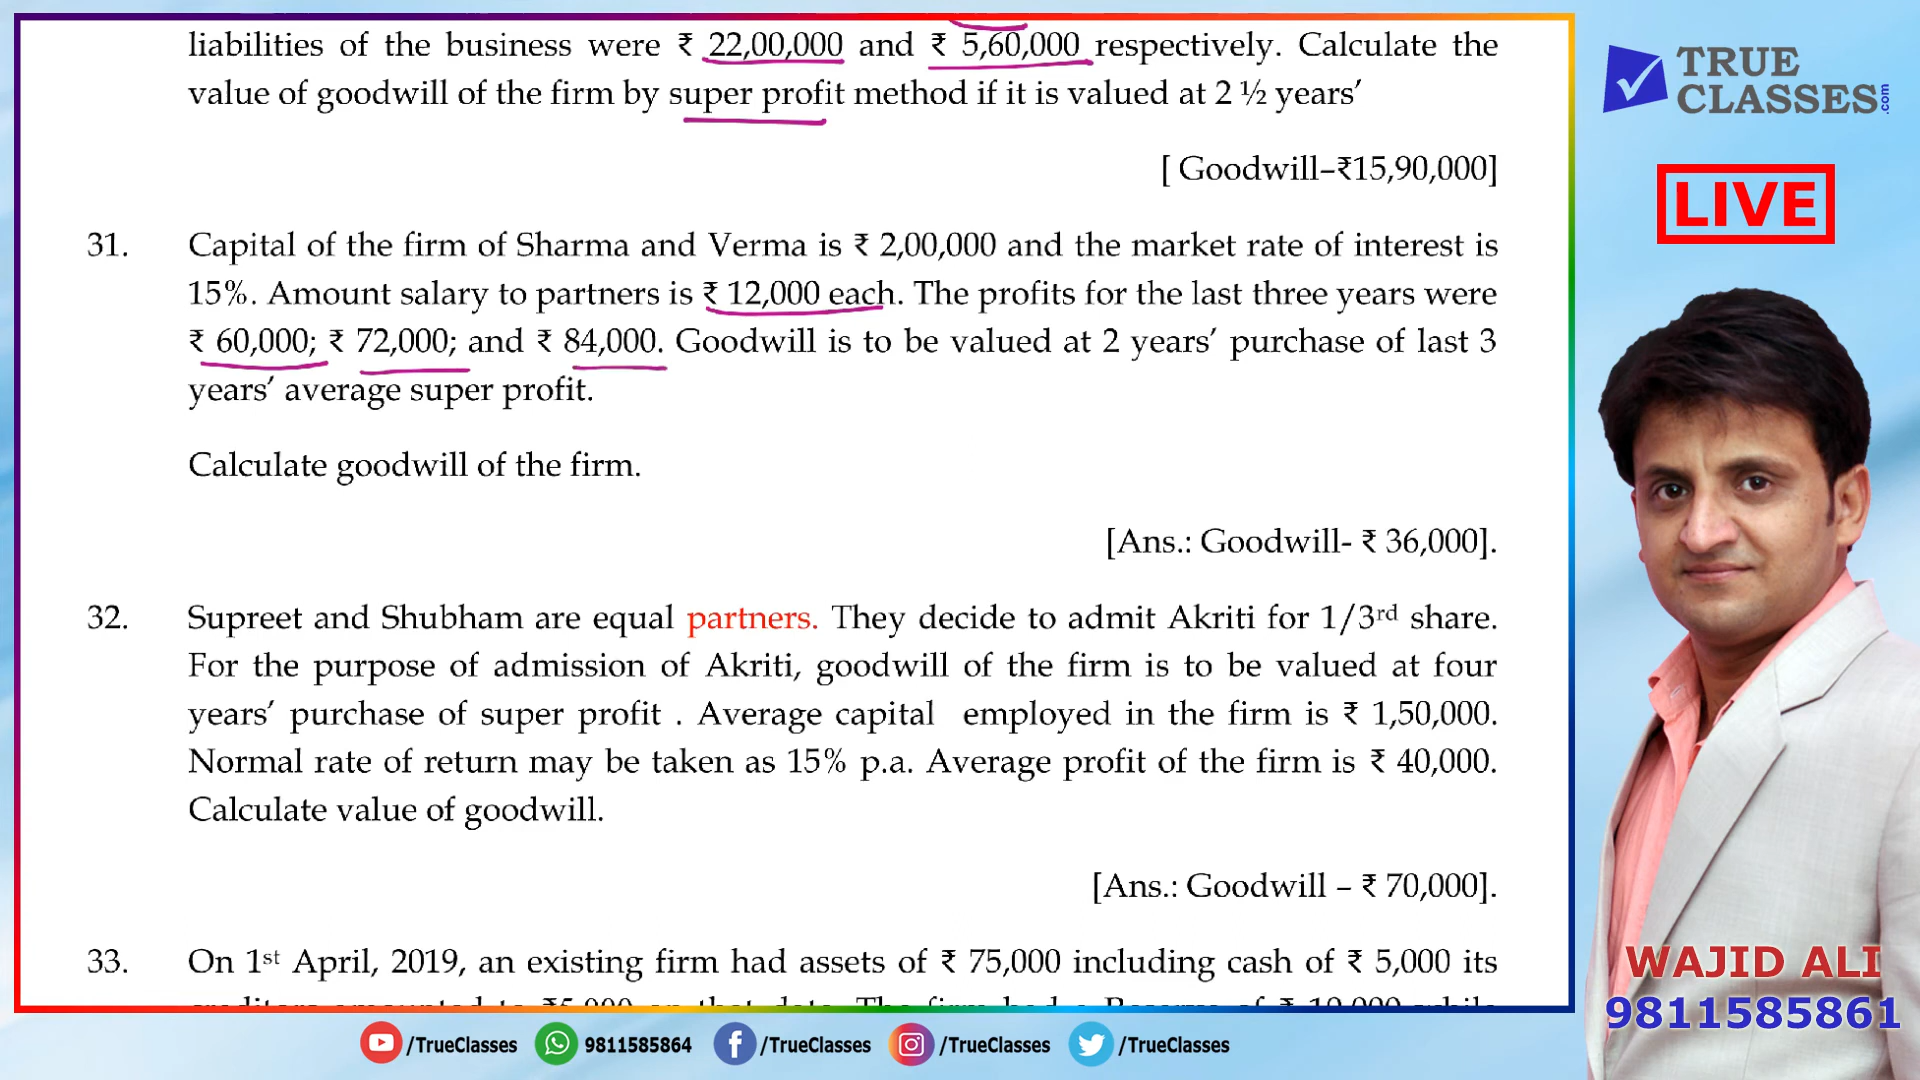 liabilities of the business were ₹ 22,00,000 and ₹ 5,60,000 respectively. Calculate the
value of goodwill of the firm by super profit method if it is valued at 2 ½ years’
[ Goodwill–₹15,90,000]
31. Capital of the firm of Sharma and Verma is ₹ 2,00,000 and the market rate of interest is
15%. Amount salary to partners is ₹ 12,000 each. The profits for the last three years were
₹ 60,000; ₹ 72,000; and ₹ 84,000. Goodwill is to be valued at 2 years’ purchase of last 3
years’ average super profit.
Calculate goodwill of the firm.
[Ans.: Goodwill- ₹ 36,000].
32. Supreet and Shubham are equal partners. They decide to admit Akriti for 1/3rd share.
For the purpose of admission of Akriti, goodwill of the firm is to be valued at four
years’ purchase of super profit . Average capital employed in the firm is ₹ 1,50,000.
Normal rate of return may be taken as 15% p.a. Average profit of the firm is ₹ 40,000.
Calculate value of goodwill.
[Ans.: Goodwill – ₹ 70,000].
33. On 1st April, 2019, an existing firm had assets of ₹ 75,000 including cash of ₹ 5,000 its
TRUE
CLASSES.com
LIVE
WAJID ALI
9811585861
/TrueClasses 9811585864 /TrueClasses /TrueClasses /TrueClasses